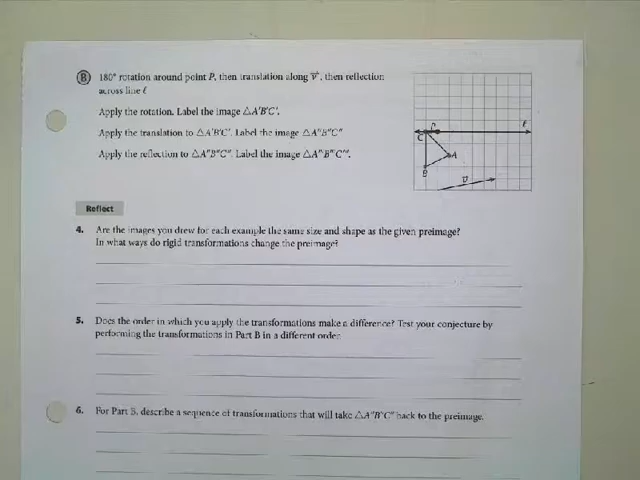 B 180° rotation around point P, then translation along v⃗, then reflection
across line ℓ
Apply the rotation. Label the image △A′B′C′.
Apply the translation to △A′B′C′. Label the image △A″B″C″
Apply the reflection to △A″B″C″. Label the image △A‴B‴C‴.
P
C
ℓ
A
B
v⃗
Reflect
4. Are the images you drew for each example the same size and shape as the given preimage?
In what ways do rigid transformations change the preimage?
5. Does the order in which you apply the transformations make a difference? Test your conjecture by
performing the transformations in Part B in a different order.
6. For Part B, describe a sequence of transformations that will take △A″B″C″ back to the preimage.